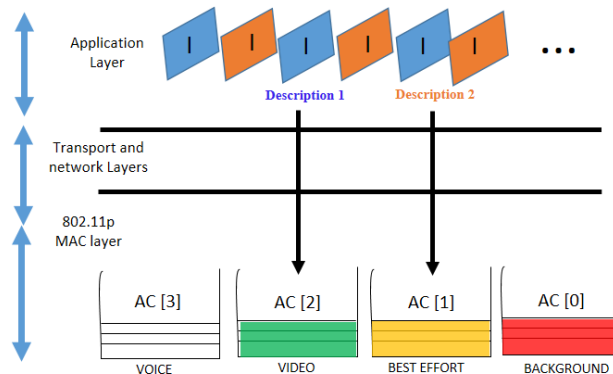 Application
Layer
I I I I I I ...
Description 1 Description 2
Transport and
network Layers
802.11p
MAC layer
AC [3] AC [2] AC [1] AC [0]
VOICE VIDEO BEST EFFORT BACKGROUND